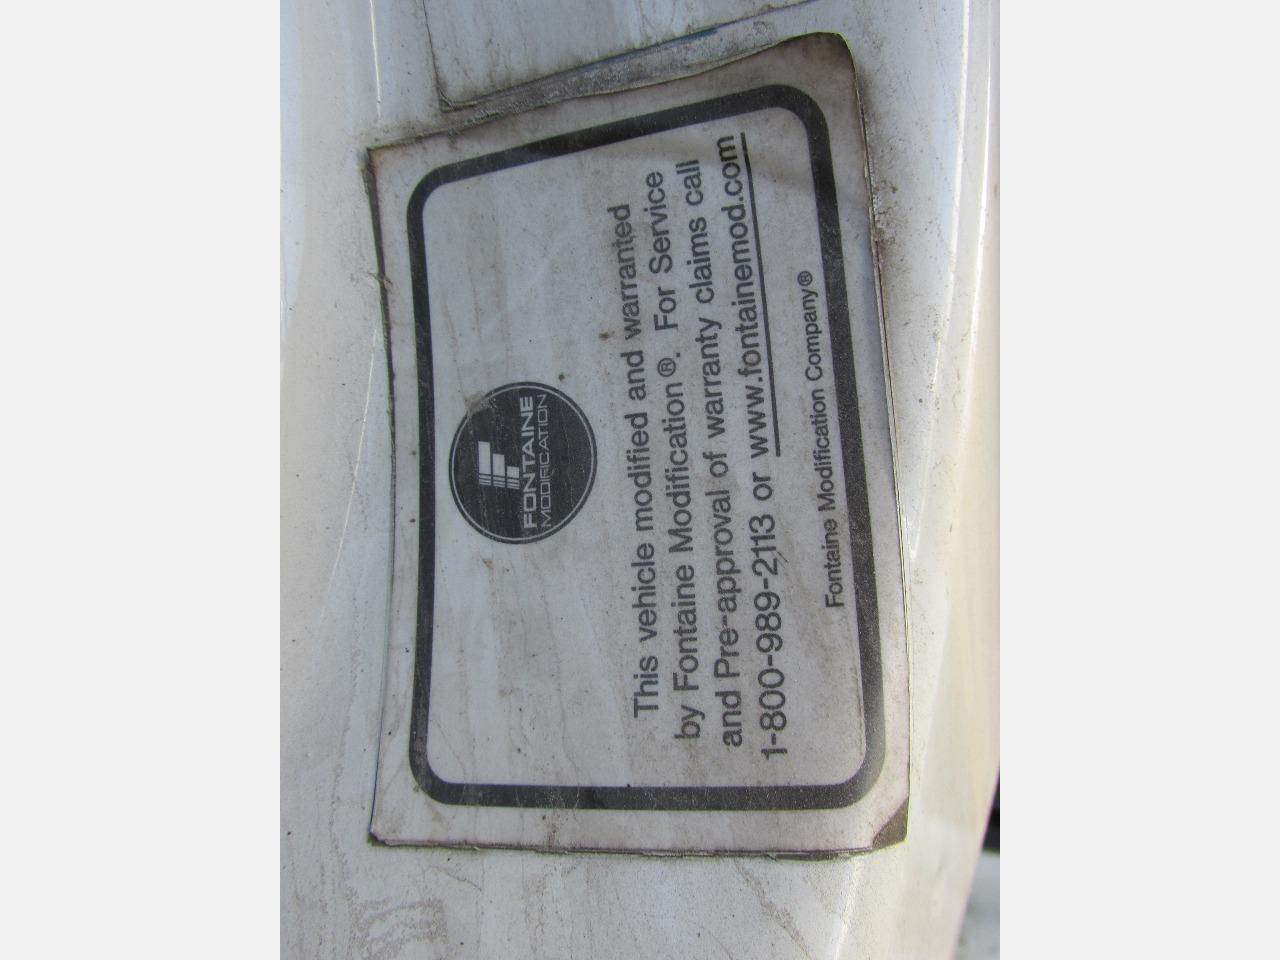 FONTAINE
MODIFICATION
This vehicle modified and warranted
by Fontaine Modification®. For Service
and Pre-approval of warranty claims call
1-800-989-2113 or www.fontainemod.com
Fontaine Modification Company®